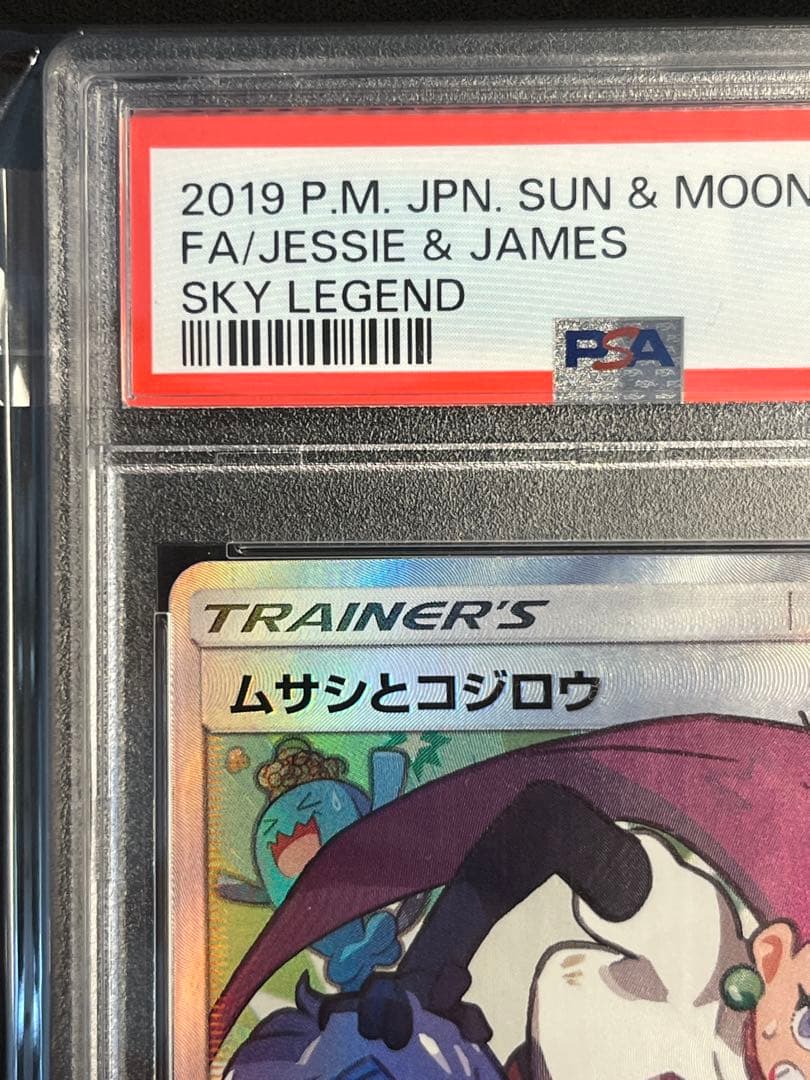 2019 P.M. JPN. SUN & MOON
FA/JESSIE & JAMES
SKY LEGEND
PSA
TRAINER'S
ムサシとコジロウ